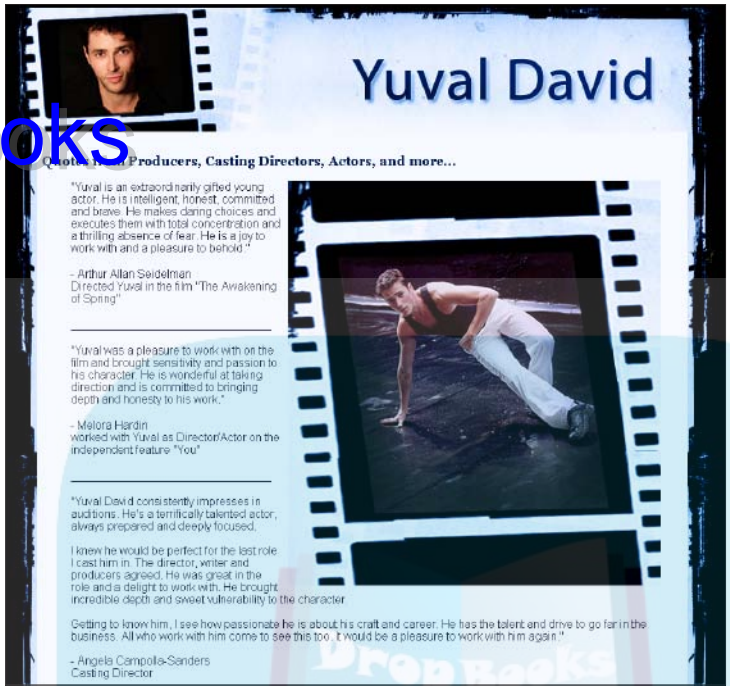 Yuval David
ooks
Quotes from Producers, Casting Directors, Actors, and more...
"Yuval is an extraordinarily gifted young
actor. He is intelligent, honest, committed
and brave. He makes daring choices and
executes them with total concentration and
a thrilling absence of fear. He is a joy to
work with and a pleasure to behold."
- Arthur Allan Seidelman
Directed Yuval in the film "The Awakening
of Spring"
"Yuval was a pleasure to work with on the
film and brought sensitivity and passion to
his character. He is wonderful at taking
direction and is committed to bringing
depth and honesty to his work."
- Melora Hardin
worked with Yuval as Director/Actor on the
independent feature "You"
"Yuval David consistently impresses in
auditions. He's a terrifically talented actor,
always prepared and deeply focused.
I knew he would be perfect for the last role
I cast him in. The director, writer and
producers agreed. He was great in the
role and a delight to work with. He brought
incredible depth and sweet vulnerability to the character.
Getting to know him, I see how passionate he is about his craft and career. He has the talent and drive to go far in the
business. All who work with him come to see this too. It would be a pleasure to work with him again."
Drop Books
- Angela Campolla-Sanders
Casting Director